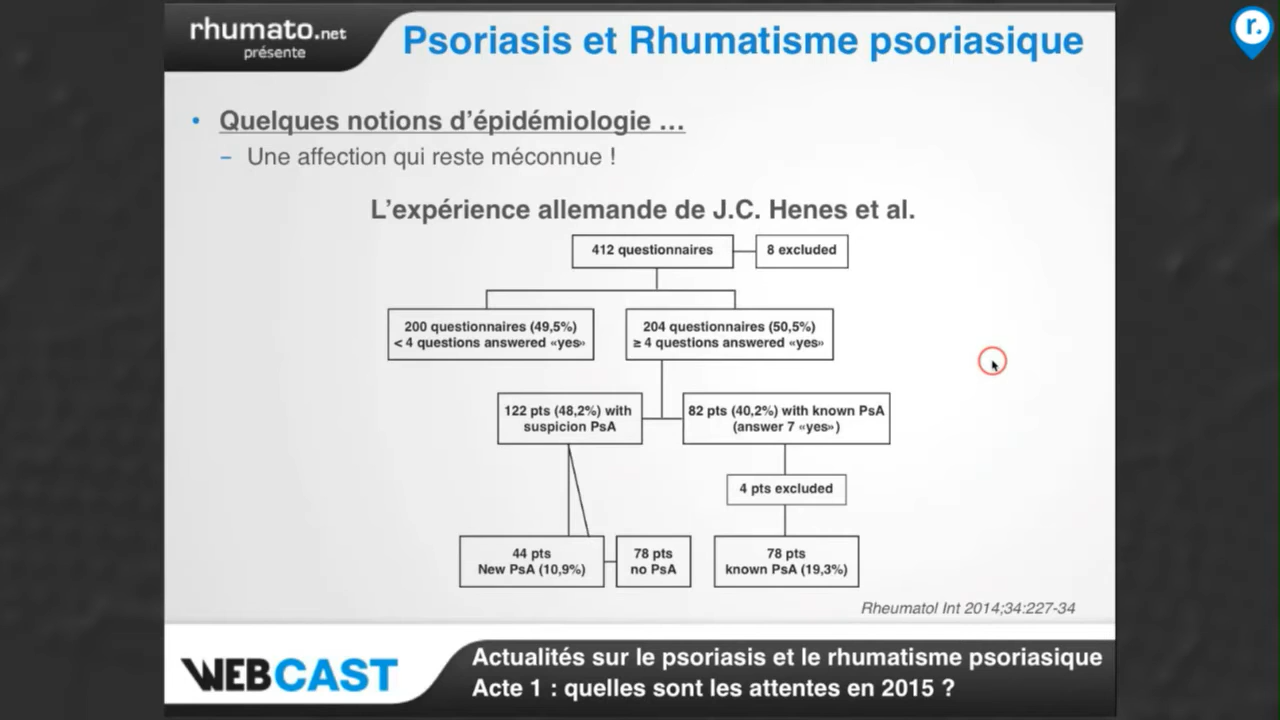 rhumato.net
présente
Psoriasis et Rhumatisme psoriasique
r.
• Quelques notions d'épidémiologie ...
– Une affection qui reste méconnue !
L'expérience allemande de J.C. Henes et al.
412 questionnaires
8 excluded
200 questionnaires (49,5%)
< 4 questions answered «yes»
204 questionnaires (50,5%)
≥ 4 questions answered «yes»
122 pts (48,2%) with
suspicion PsA
82 pts (40,2%) with known PsA
(answer 7 «yes»)
4 pts excluded
44 pts
New PsA (10,9%)
78 pts
no PsA
78 pts
known PsA (19,3%)
Rheumatol Int 2014;34:227-34
WEBCAST
Actualités sur le psoriasis et le rhumatisme psoriasique
Acte 1 : quelles sont les attentes en 2015 ?